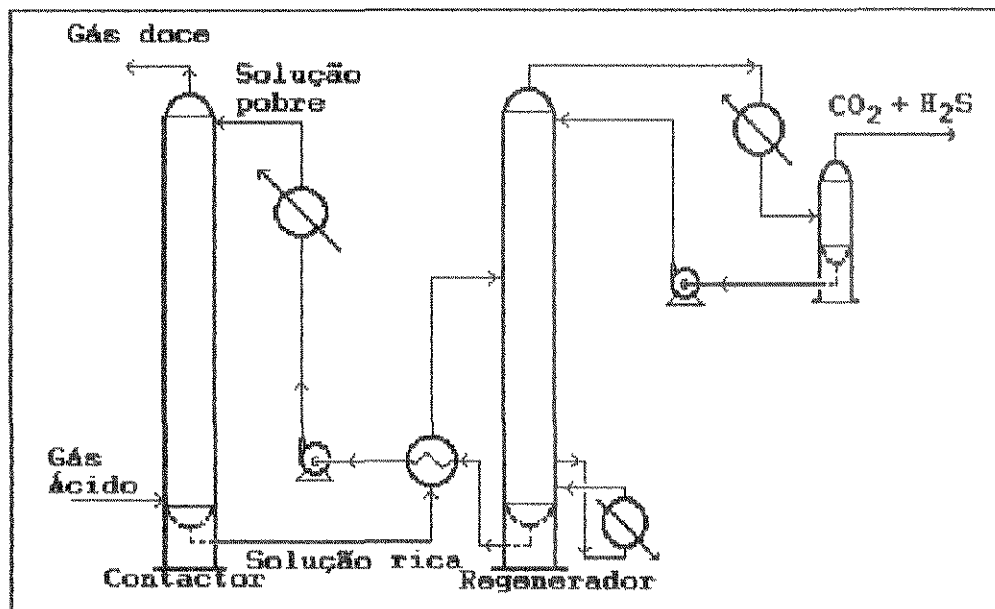 Gás doce
Solução
pobre
CO₂ + H₂S
Gás
Ácido
Solução rica
Contactor
Regenerador